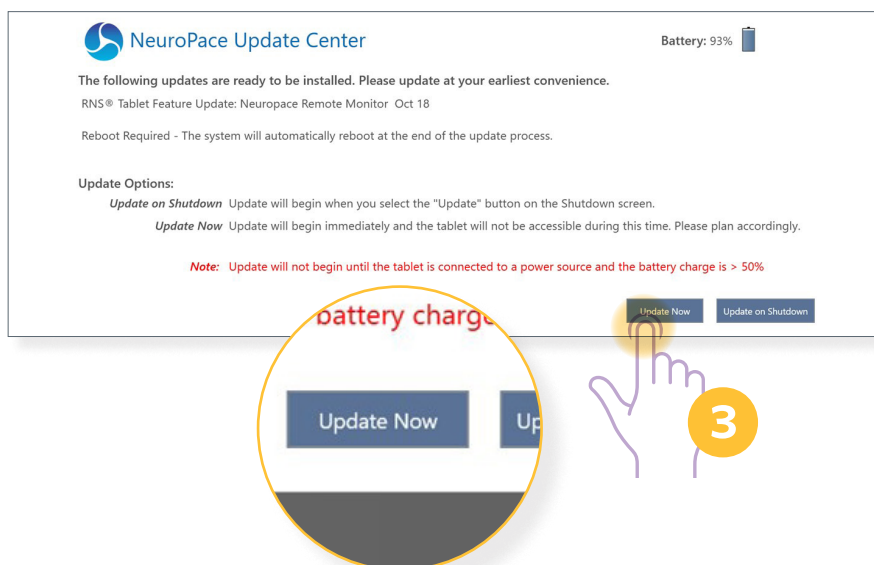 NeuroPace Update Center
Battery: 93%
The following updates are ready to be installed. Please update at your earliest convenience.
RNS® Tablet Feature Update: Neuropace Remote Monitor Oct 18
Reboot Required - The system will automatically reboot at the end of the update process.
Update Options:
Update on Shutdown Update will begin when you select the "Update" button on the Shutdown screen.
Update Now Update will begin immediately and the tablet will not be accessible during this time. Please plan accordingly.
Note: Update will not begin until the tablet is connected to a power source and the battery charge is > 50%
Update Now Update on Shutdown
battery charge
Update Now Up
3